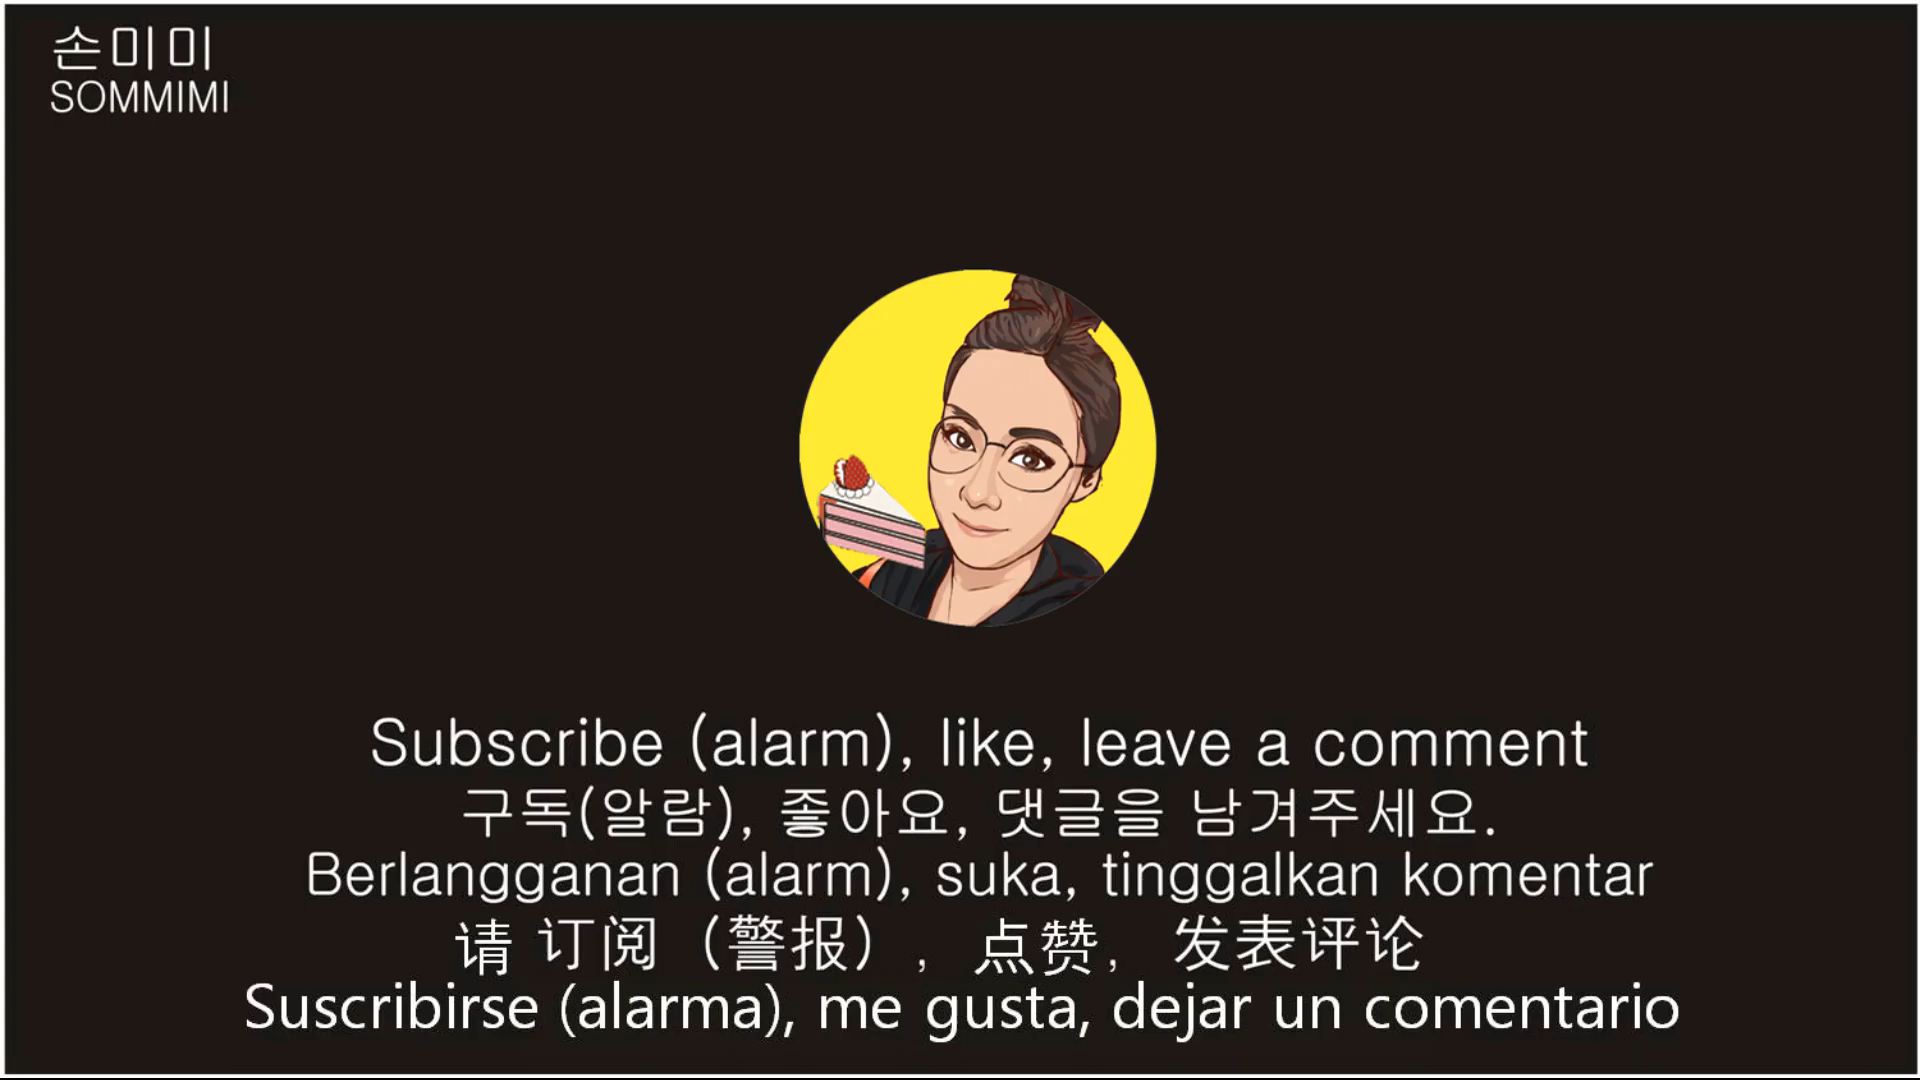 손미미
SOMMIMI
Subscribe (alarm), like, leave a comment
구독(알람), 좋아요, 댓글을 남겨주세요.
Berlangganan (alarm), suka, tinggalkan komentar
请 订阅（警报）， 点赞， 发表评论
Suscribirse (alarma), me gusta, dejar un comentario